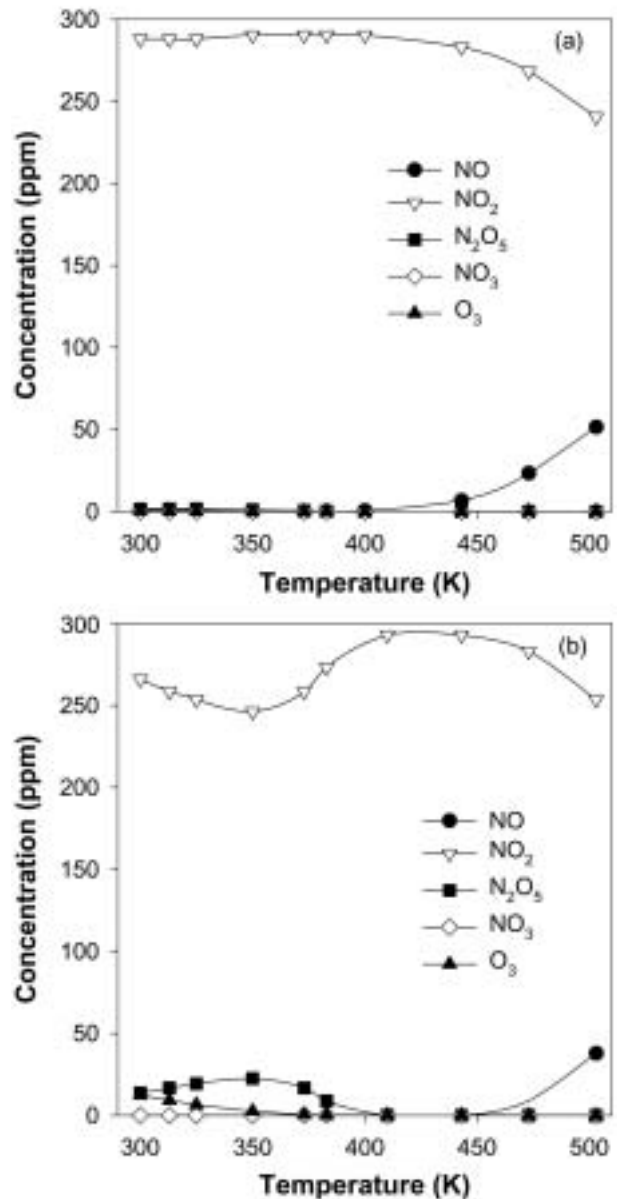 300
(a)
250
200
150
100
50
0
Concentration (ppm)
NO
NO₂
N₂O₅
NO₃
O₃
300 350 400 450 500
Temperature (K)
300
(b)
250
200
150
100
50
0
Concentration (ppm)
NO
NO₂
N₂O₅
NO₃
O₃
300 350 400 450 500
Temperature (K)